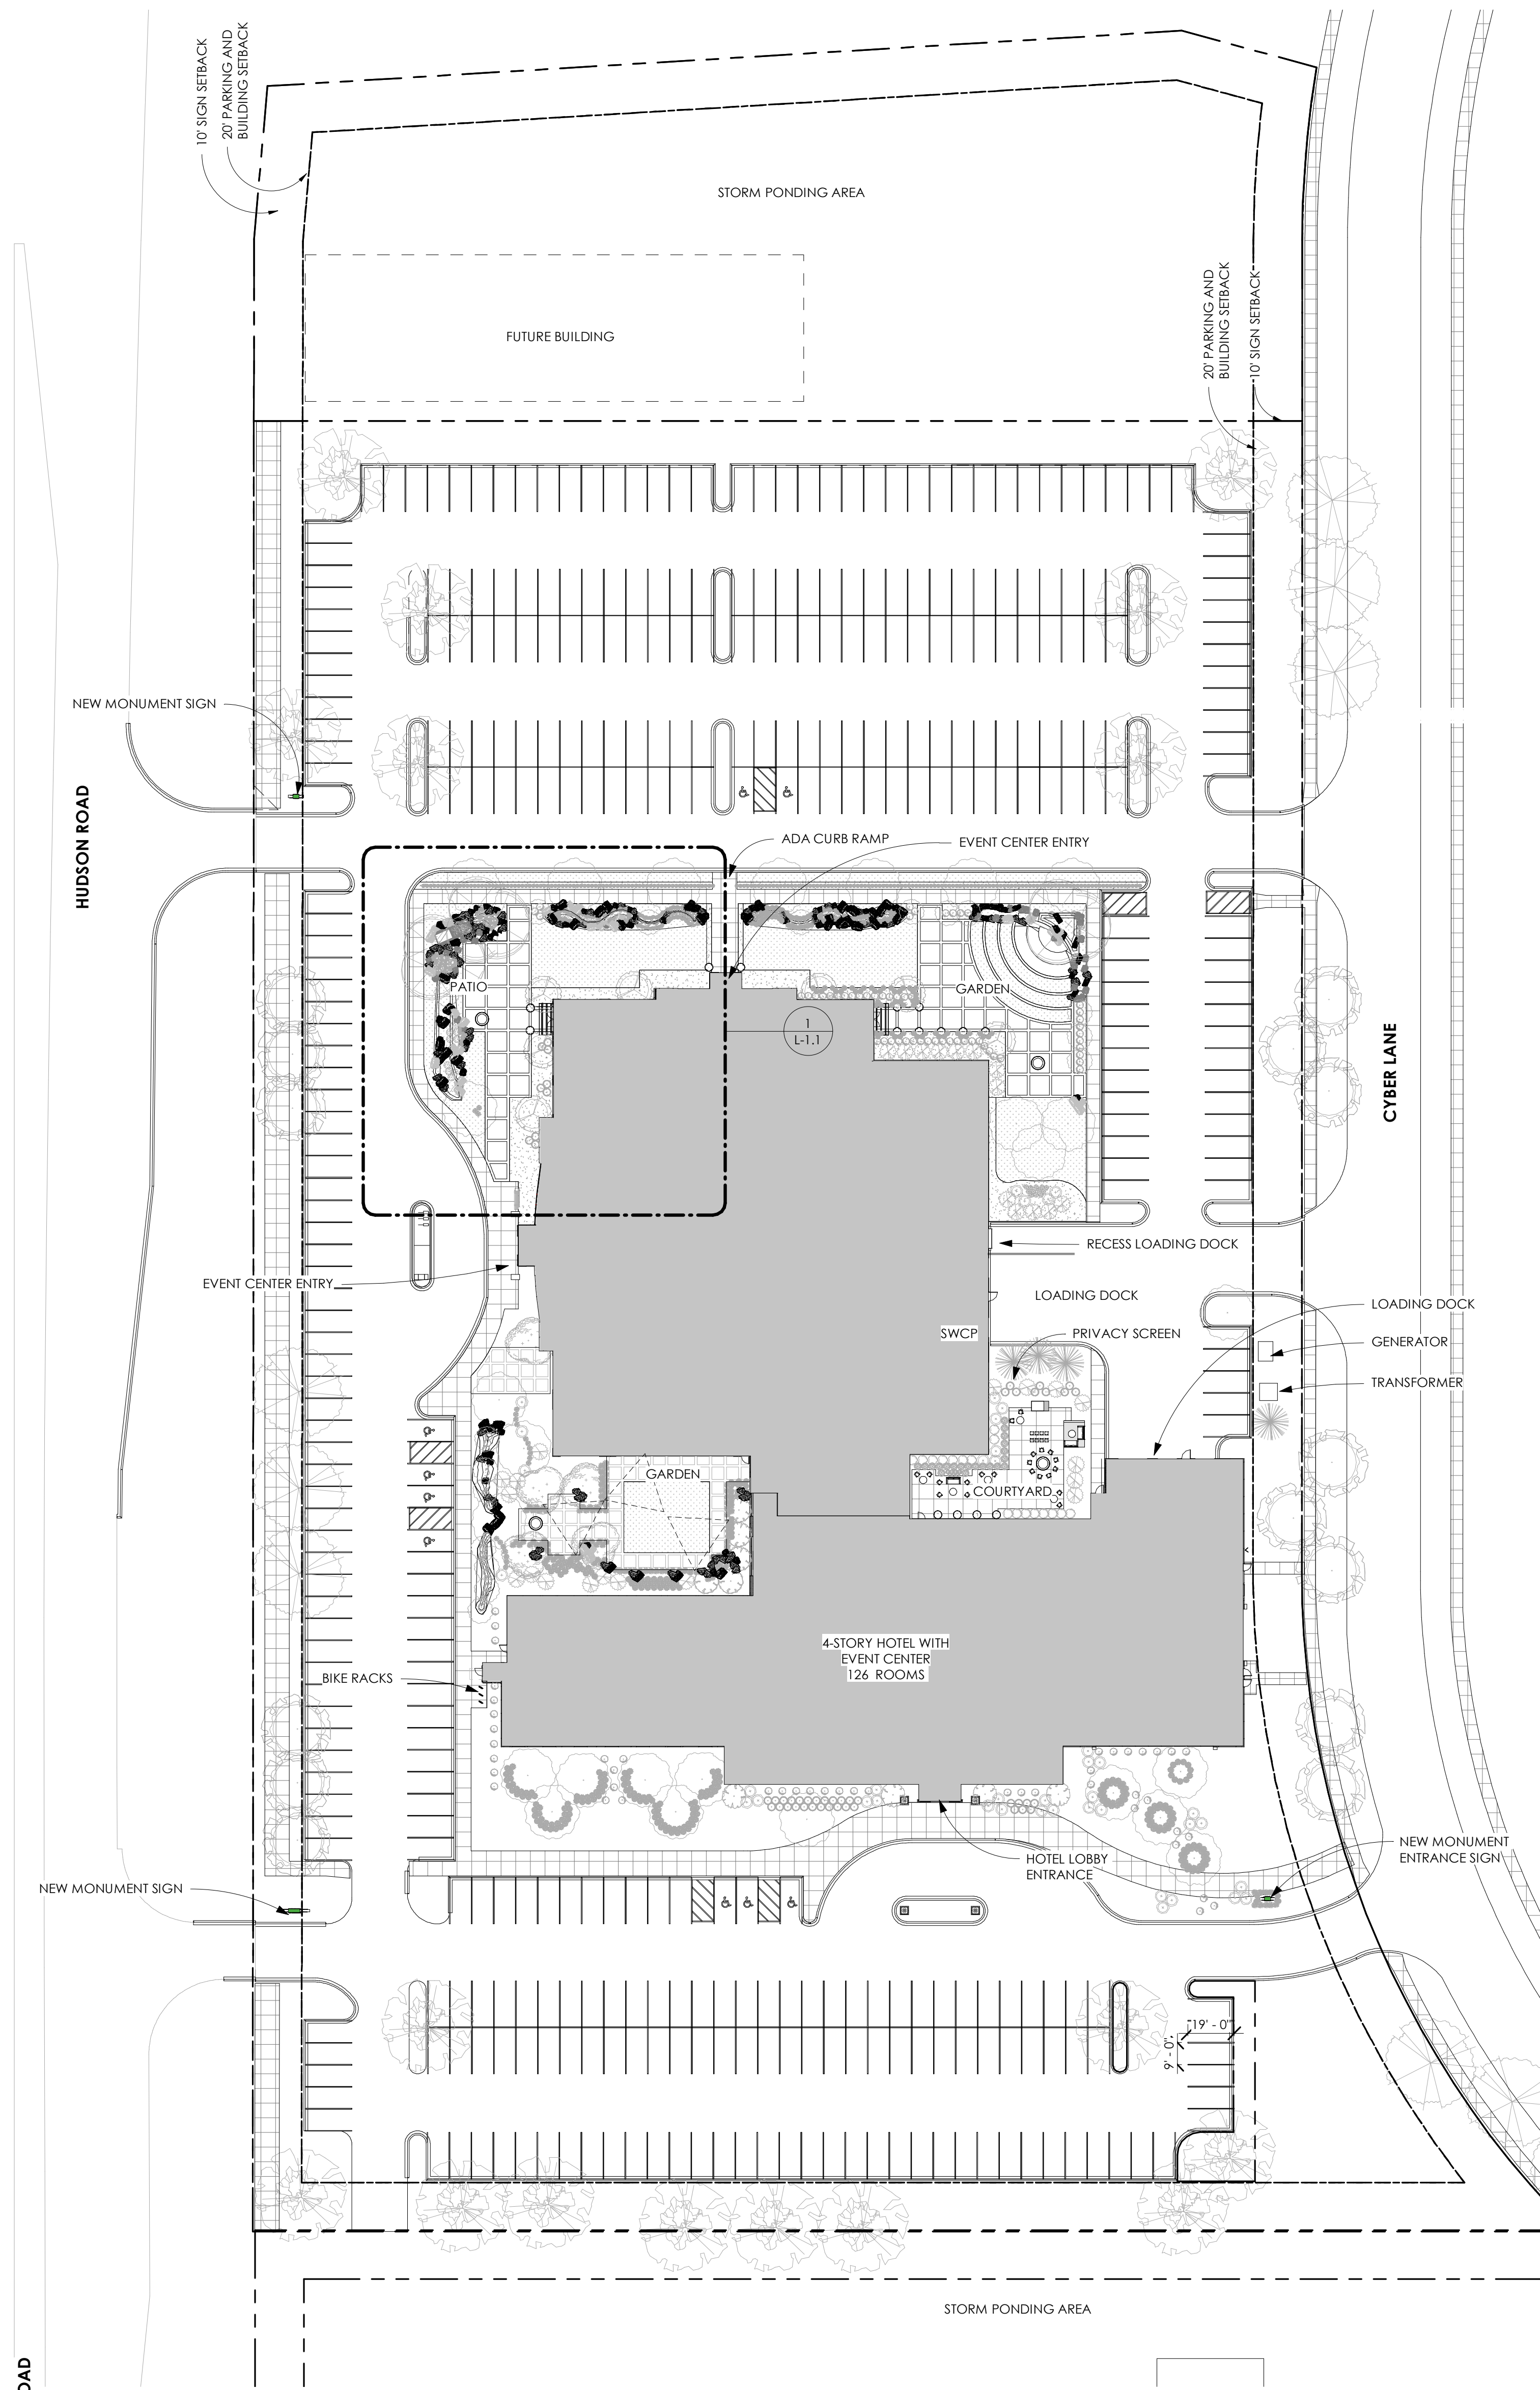 10' SIGN SETBACK
20' PARKING AND
BUILDING SETBACK
STORM PONDING AREA
20' PARKING AND
BUILDING SETBACK
10' SIGN SETBACK
FUTURE BUILDING
NEW MONUMENT SIGN
HUDSON ROAD
ADA CURB RAMP
EVENT CENTER ENTRY
PATIO
GARDEN
1
L-1.1
CYBER LANE
RECESS LOADING DOCK
EVENT CENTER ENTRY
LOADING DOCK
LOADING DOCK
SWCP
PRIVACY SCREEN
GENERATOR
TRANSFORMER
GARDEN
COURTYARD
4-STORY HOTEL WITH
EVENT CENTER
126 ROOMS
BIKE RACKS
NEW MONUMENT
ENTRANCE SIGN
HOTEL LOBBY
ENTRANCE
NEW MONUMENT SIGN
19' - 0"
9' - 0"
STORM PONDING AREA
OAD